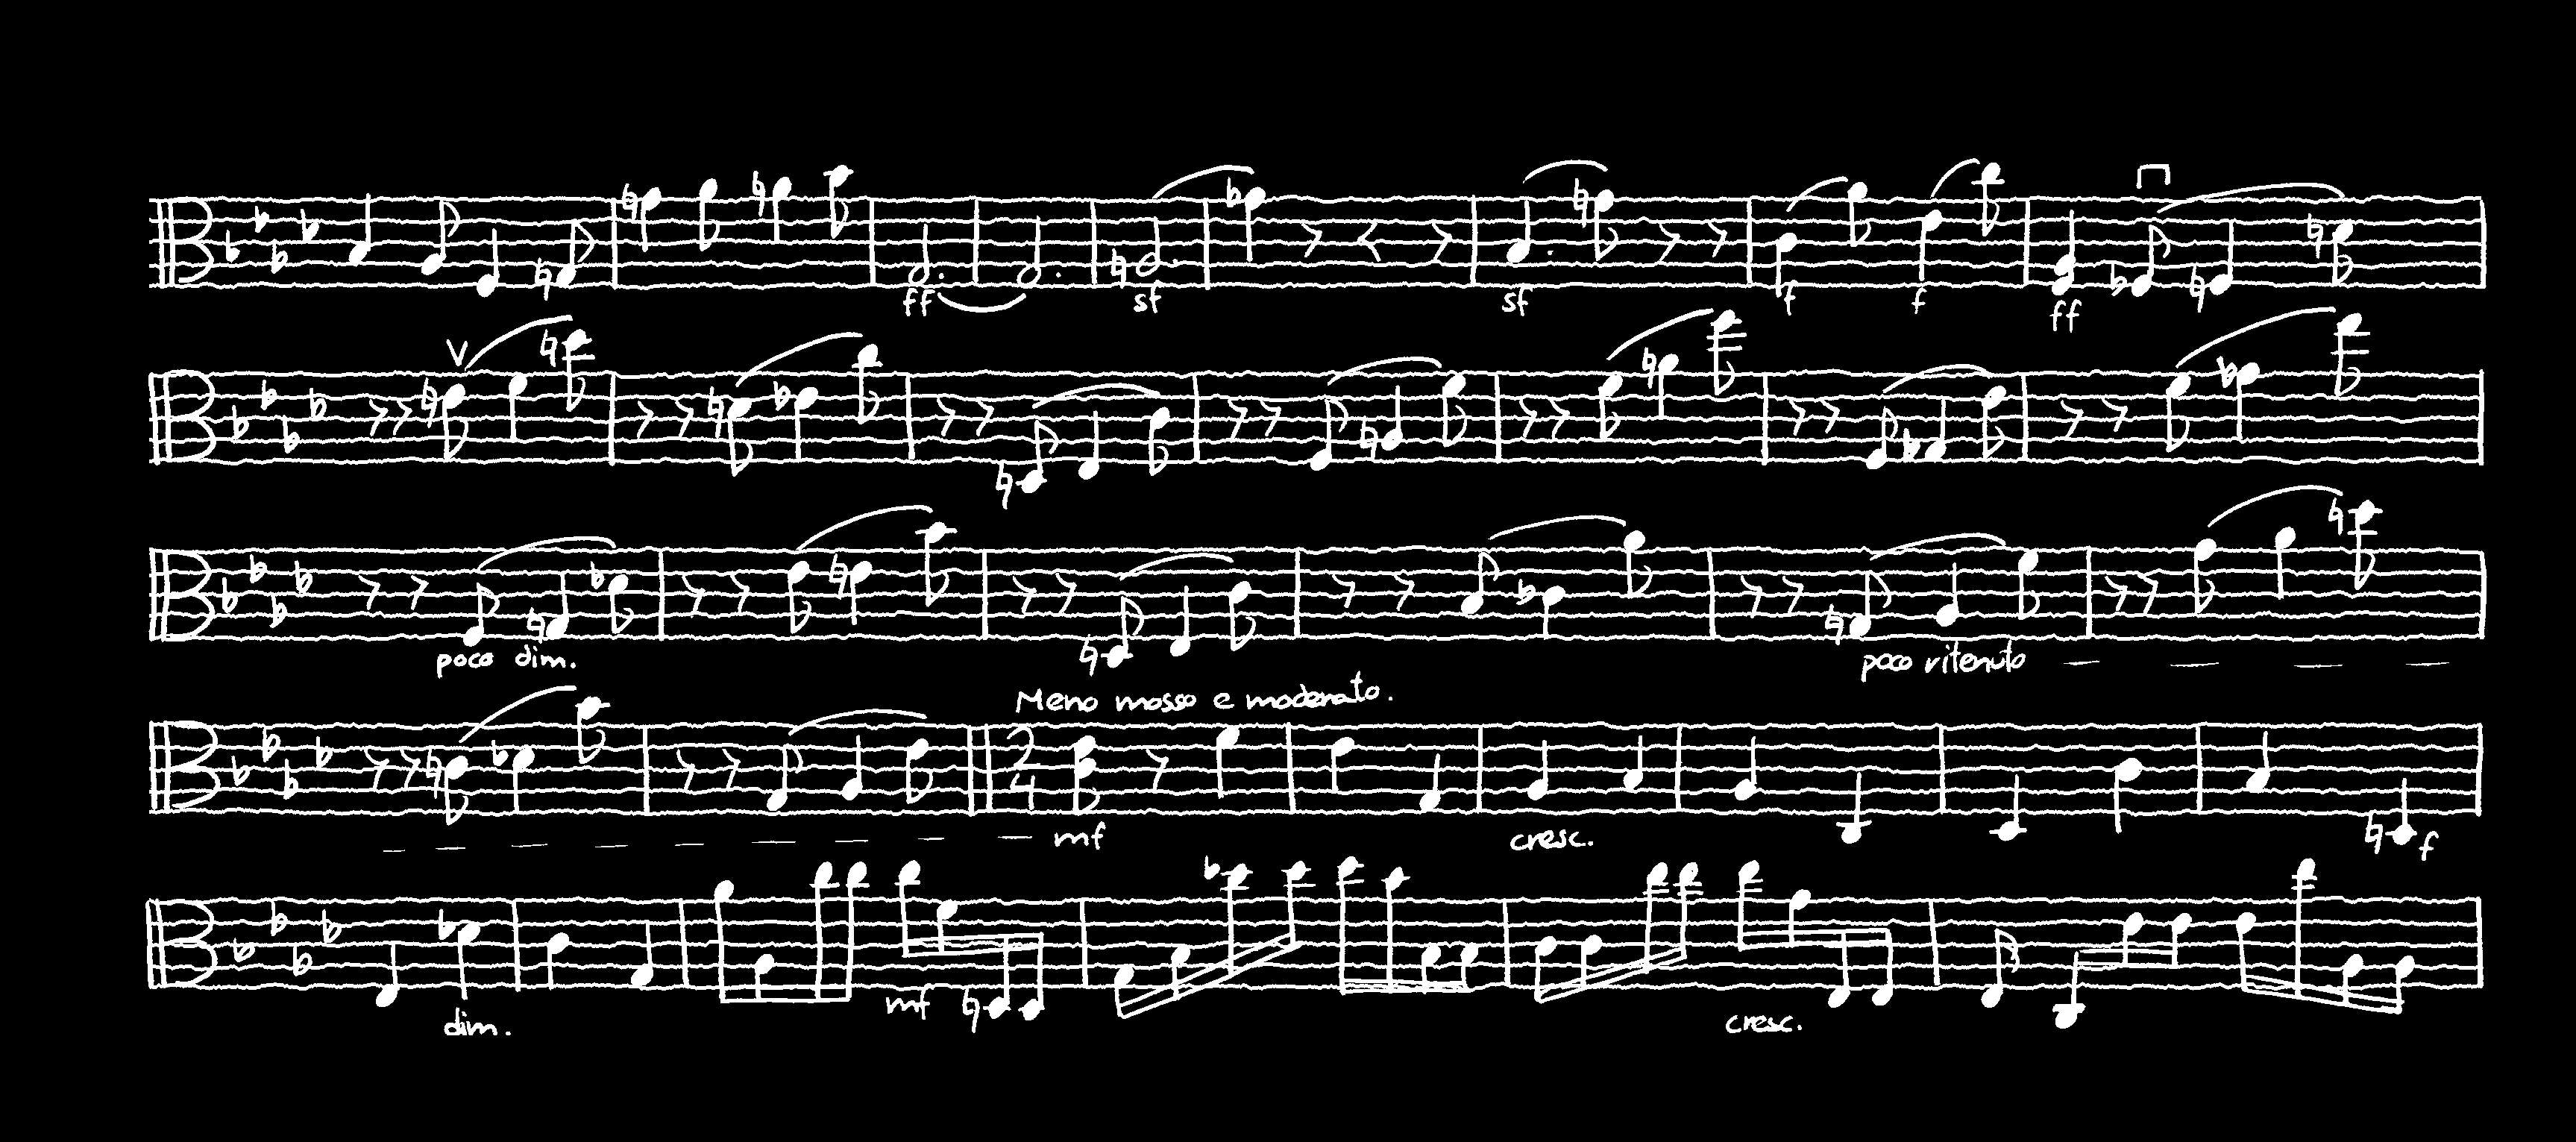 ff sf sf f f ff
poco dim. poco ritenuto
Meno mosso e moderato.
2
4
mf cresc. f
dim. mf cresc.